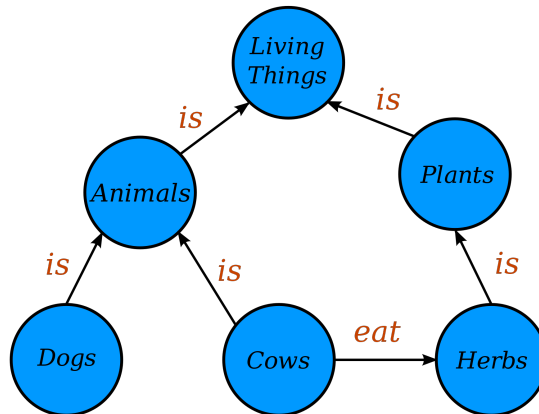 Living
Things
is
is
Animals
Plants
is
is
is
eat
Dogs
Cows
Herbs